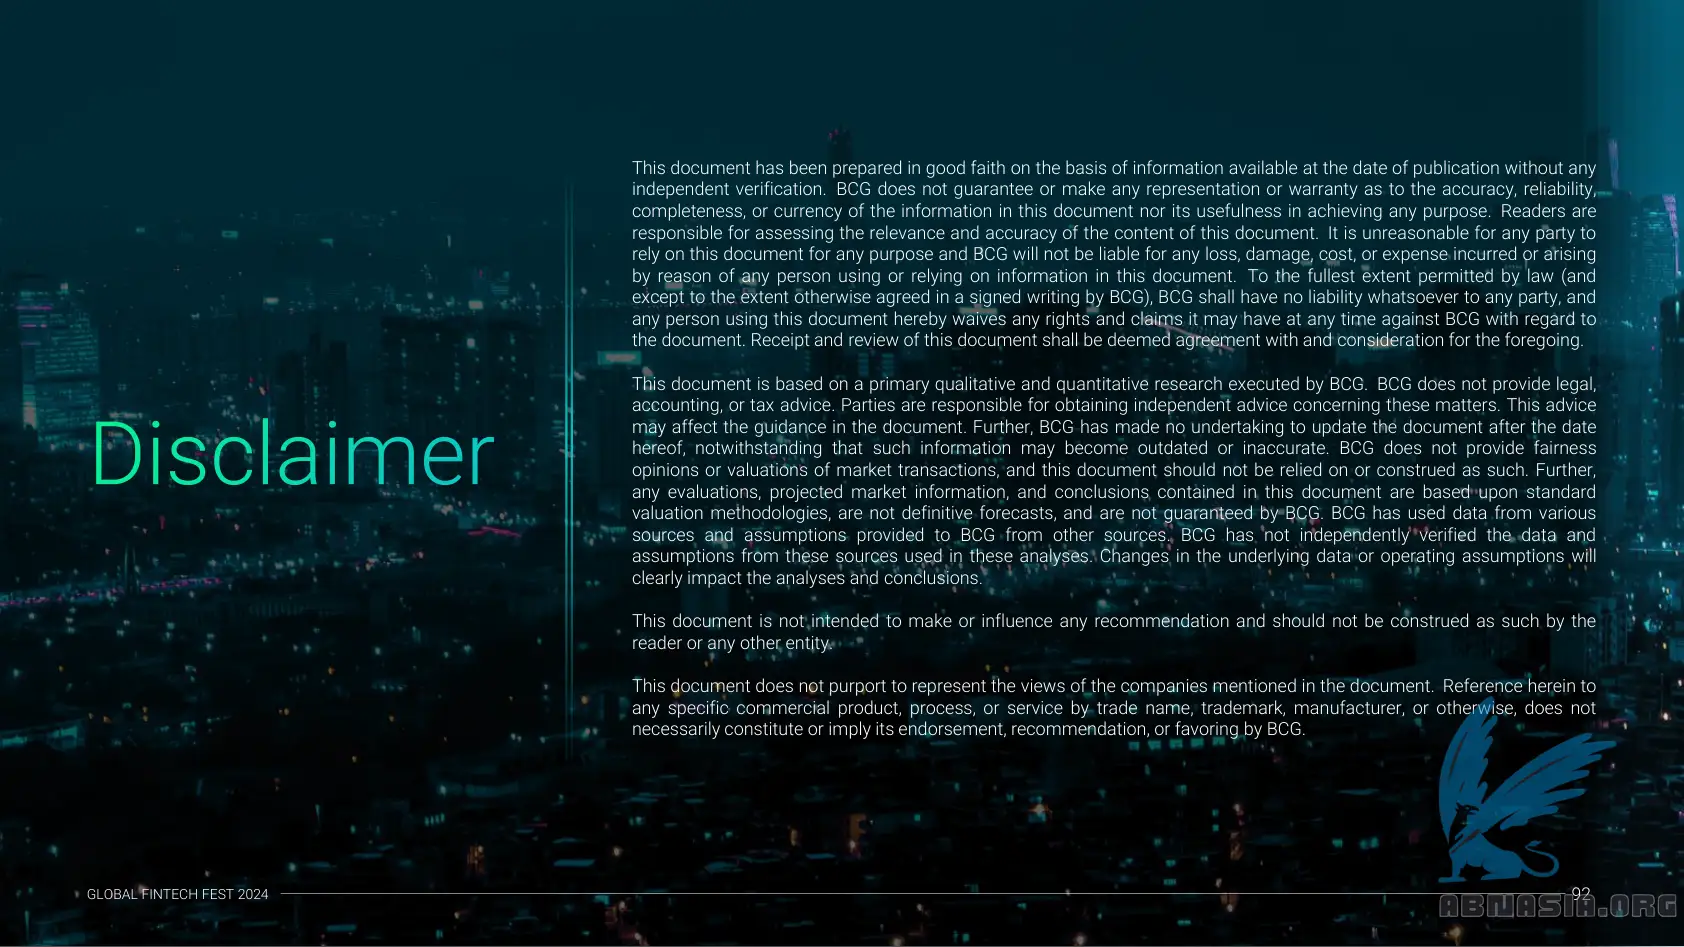 Disclaimer
This document has been prepared in good faith on the basis of information available at the date of publication without any
independent verification. BCG does not guarantee or make any representation or warranty as to the accuracy, reliability,
completeness, or currency of the information in this document nor its usefulness in achieving any purpose. Readers are
responsible for assessing the relevance and accuracy of the content of this document. It is unreasonable for any party to
rely on this document for any purpose and BCG will not be liable for any loss, damage, cost, or expense incurred or arising
by reason of any person using or relying on information in this document. To the fullest extent permitted by law (and
except to the extent otherwise agreed in a signed writing by BCG), BCG shall have no liability whatsoever to any party, and
any person using this document hereby waives any rights and claims it may have at any time against BCG with regard to
the document. Receipt and review of this document shall be deemed agreement with and consideration for the foregoing.
This document is based on a primary qualitative and quantitative research executed by BCG. BCG does not provide legal,
accounting, or tax advice. Parties are responsible for obtaining independent advice concerning these matters. This advice
may affect the guidance in the document. Further, BCG has made no undertaking to update the document after the date
hereof, notwithstanding that such information may become outdated or inaccurate. BCG does not provide fairness
opinions or valuations of market transactions, and this document should not be relied on or construed as such. Further,
any evaluations, projected market information, and conclusions contained in this document are based upon standard
valuation methodologies, are not definitive forecasts, and are not guaranteed by BCG. BCG has used data from various
sources and assumptions provided to BCG from other sources. BCG has not independently verified the data and
assumptions from these sources used in these analyses. Changes in the underlying data or operating assumptions will
clearly impact the analyses and conclusions.
This document is not intended to make or influence any recommendation and should not be construed as such by the
reader or any other entity.
This document does not purport to represent the views of the companies mentioned in the document. Reference herein to
any specific commercial product, process, or service by trade name, trademark, manufacturer, or otherwise, does not
necessarily constitute or imply its endorsement, recommendation, or favoring by BCG.
GLOBAL FINTECH FEST 2024
92
ABNASIA.ORG